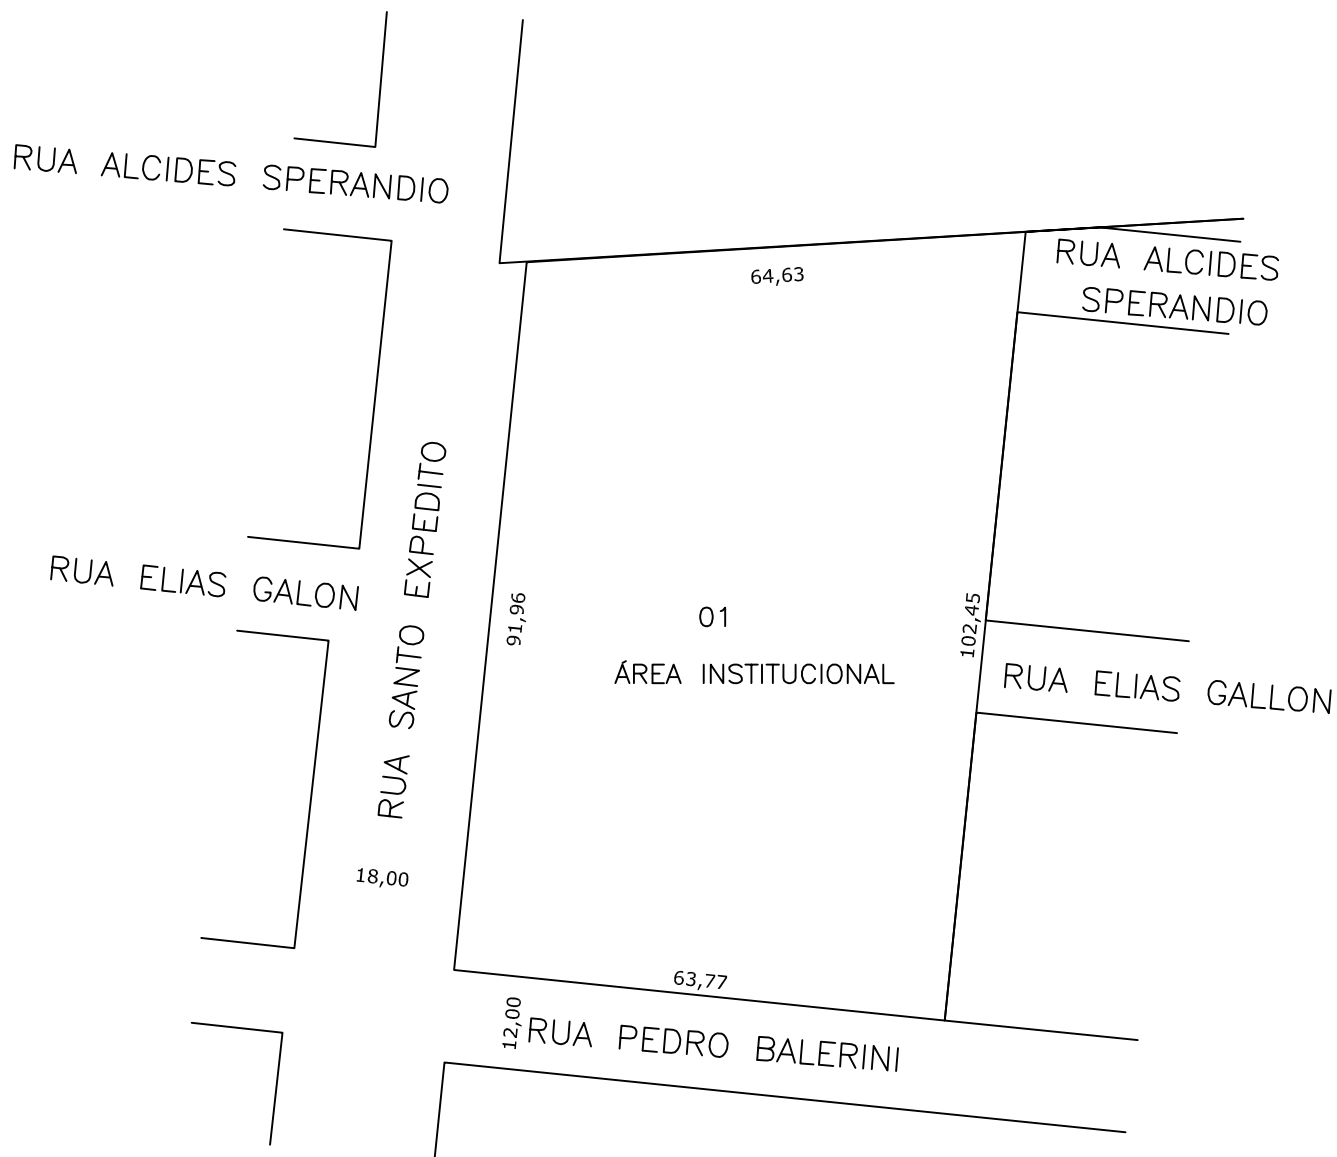 RUA ALCIDES SPERANDIO
RUA ALCIDES
SPERANDIO
64,63
RUA SANTO EXPEDITO
RUA ELIAS GALON
91,96
01
ÁREA INSTITUCIONAL
102,45
RUA ELIAS GALLON
18,00
63,77
12,00
RUA PEDRO BALERINI